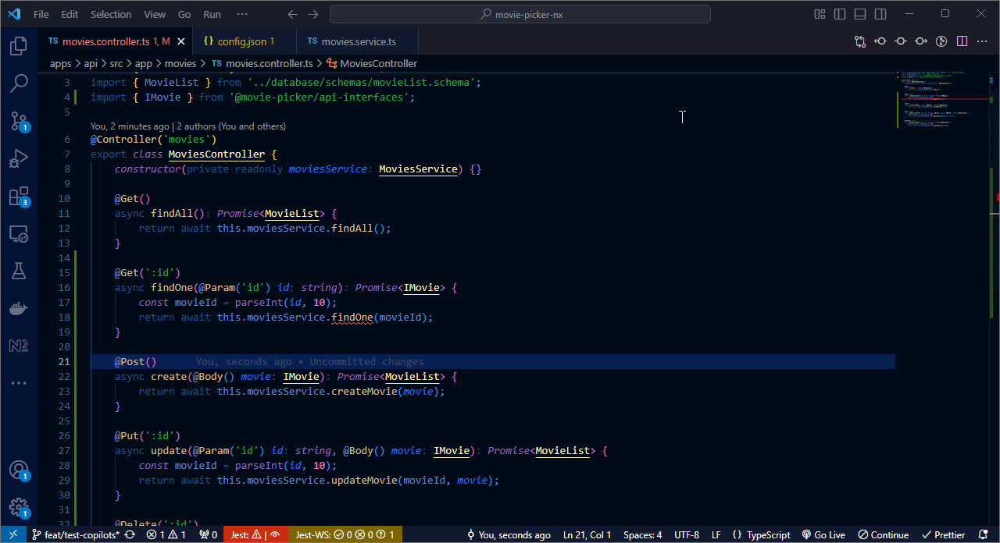 File Edit Selection View Go Run ··· movie-picker-nx
TS movies.controller.ts 1, M {} config.json 1 TS movies.service.ts
apps > api > src > app > movies > TS movies.controller.ts > MoviesController
3 import { MovieList } from '../database/schemas/movieList.schema';
4 import { IMovie } from '@movie-picker/api-interfaces';
5
You, 2 minutes ago | 2 authors (You and others)
6 @Controller('movies')
7 export class MoviesController {
8 constructor(private readonly moviesService: MoviesService) {}
9
10 @Get()
11 async findAll(): Promise<MovieList> {
12 return await this.moviesService.findAll();
13 }
14
15 @Get(':id')
16 async findOne(@Param('id') id: string): Promise<IMovie> {
17 const movieId = parseInt(id, 10);
18 return await this.moviesService.findOne(movieId);
19 }
20
21 @Post() You, seconds ago • Uncommitted changes
22 async create(@Body() movie: IMovie): Promise<MovieList> {
23 return await this.moviesService.createMovie(movie);
24 }
25
26 @Put(':id')
27 async update(@Param('id') id: string, @Body() movie: IMovie): Promise<MovieList> {
28 const movieId = parseInt(id, 10);
29 return await this.moviesService.updateMovie(movieId, movie);
30 }
31
32 @Delete(':id')
1
3
1
1
feat/test-copilots* 1 1 0 Jest: | Jest-WS: 0 0 1 You, seconds ago Ln 21, Col 1 Spaces: 4 UTF-8 LF {} TypeScript Go Live Continue Prettier